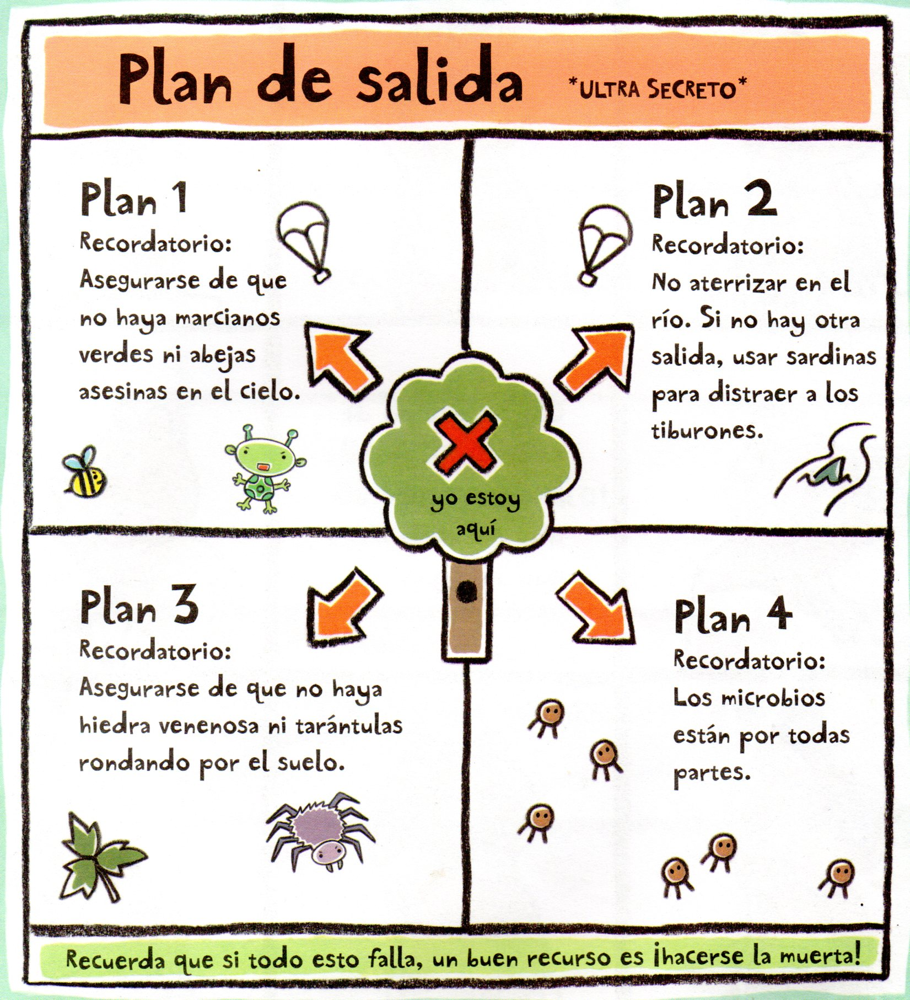 Plan de salida *ULTRA SECRETO*
Plan 1
Recordatorio:
Asegurarse de que
no haya marcianos
verdes ni abejas
asesinas en el cielo.
Plan 2
Recordatorio:
No aterrizar en el
río. Si no hay otra
salida, usar sardinas
para distraer a los
tiburones.
yo estoy
aquí
Plan 3
Recordatorio:
Asegurarse de que no haya
hiedra venenosa ni tarántulas
rondando por el suelo.
Plan 4
Recordatorio:
Los microbios
están por todas
partes.
Recuerda que si todo esto falla, un buen recurso es ¡hacerse la muerta!